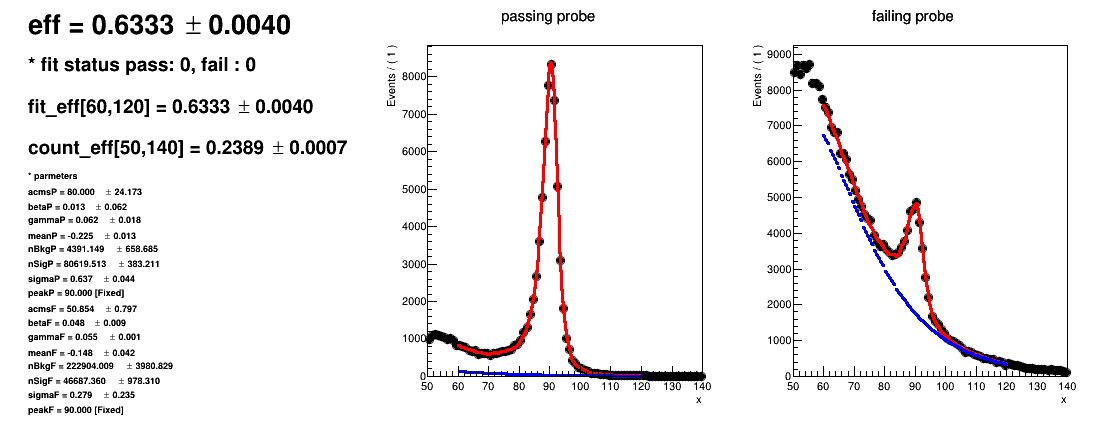 eff = 0.6333 ± 0.0040
* fit status pass: 0, fail : 0
fit_eff[60,120] = 0.6333 ± 0.0040
count_eff[50,140] = 0.2389 ± 0.0007
* parmeters
acmsP = 80.000 ± 24.173
betaP = 0.013 ± 0.062
gammaP = 0.062 ± 0.018
meanP = -0.225 ± 0.013
nBkgP = 4391.149 ± 658.685
nSigP = 80619.513 ± 383.211
sigmaP = 0.637 ± 0.044
peakP = 90.000 [Fixed]
acmsF = 50.854 ± 0.797
betaF = 0.048 ± 0.009
gammaF = 0.055 ± 0.001
meanF = -0.148 ± 0.042
nBkgF = 222904.009 ± 3980.829
nSigF = 46687.360 ± 978.310
sigmaF = 0.279 ± 0.235
peakF = 90.000 [Fixed]
passing probe
Events / ( 1 )
8000
7000
6000
5000
4000
3000
2000
1000
0
50 60 70 80 90 100 110 120 130 140
x
failing probe
Events / ( 1 )
9000
8000
7000
6000
5000
4000
3000
2000
1000
0
50 60 70 80 90 100 110 120 130 140
x